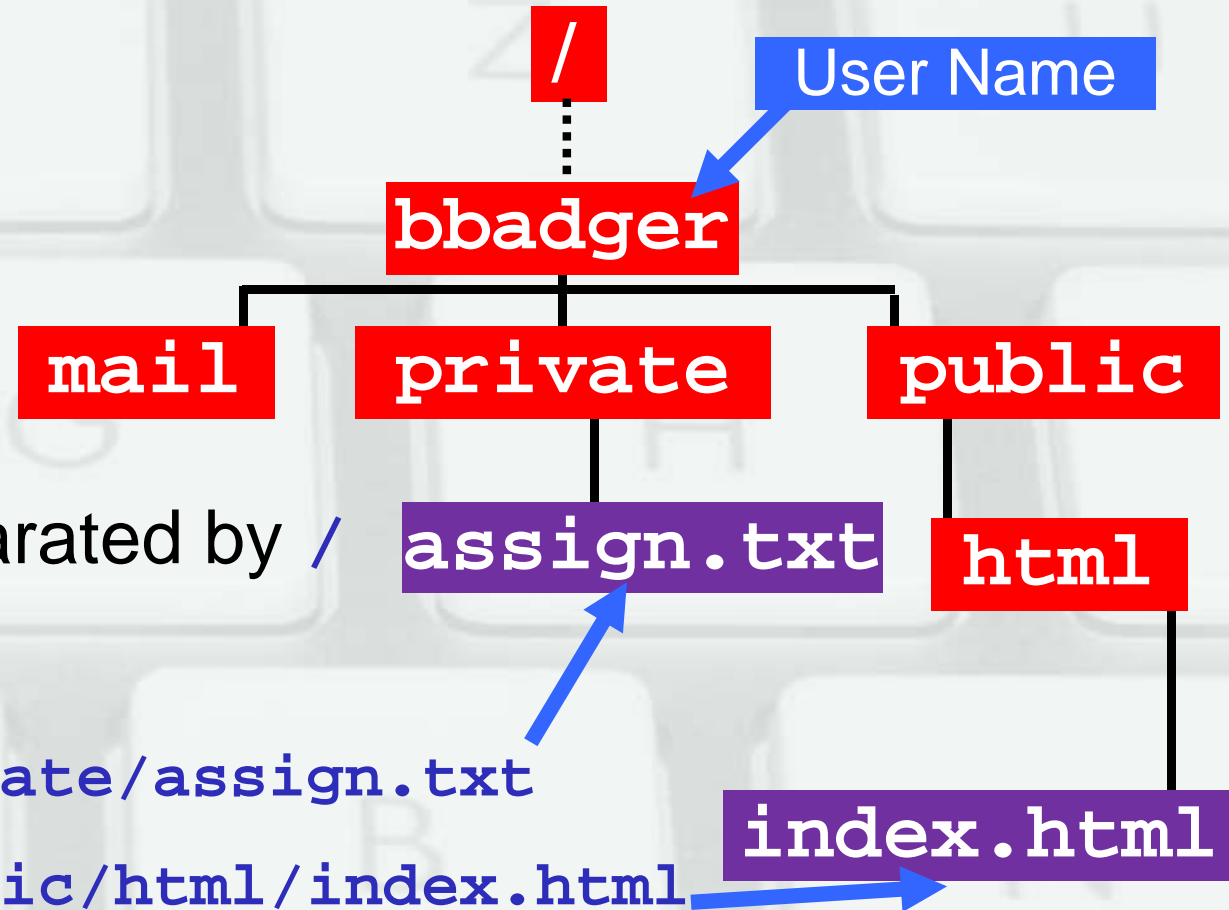 /
User Name
bbadger
mail private public
arated by / assign.txt
html
ate/assign.txt
index.html
ic/html/index.html